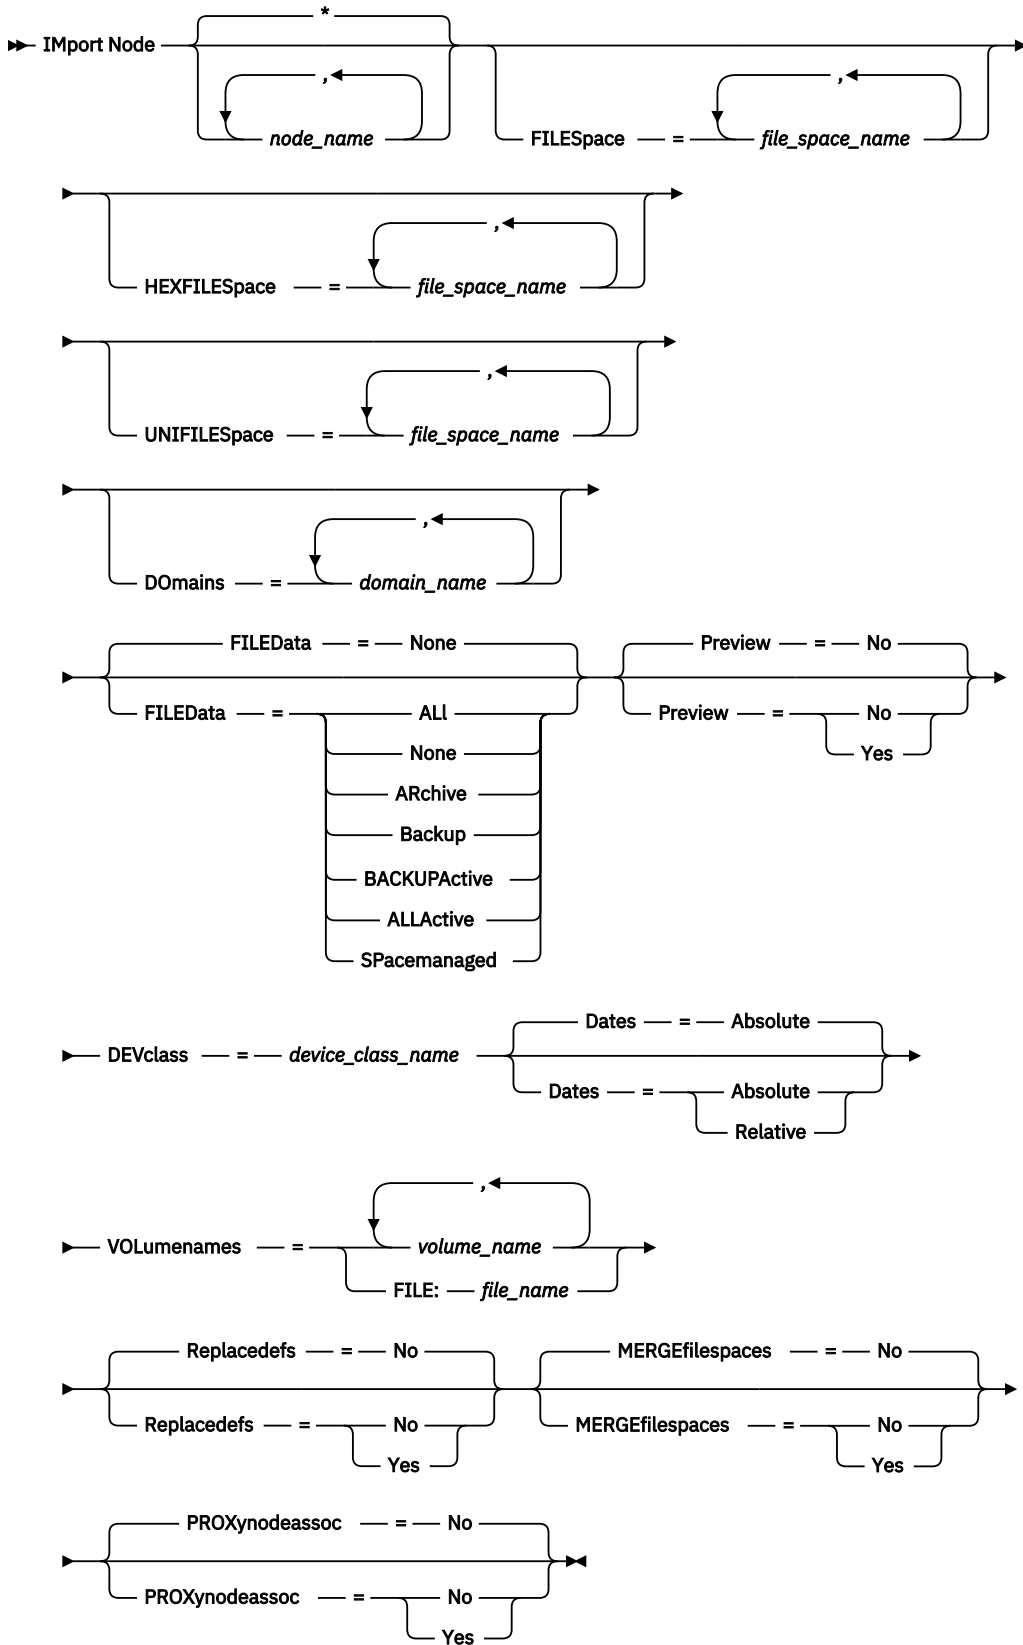 *
IMport Node
, ,
node_name FILESpace = file_space_name
,
HEXFILESpace = file_space_name
,
UNIFILESpace = file_space_name
,
DOmains = domain_name
FILEData = None Preview = No
FILEData = ALl Preview = No
None Yes
ARchive
Backup
BACKUPActive
ALLActive
SPacemanaged
Dates = Absolute
DEVclass = device_class_name
Dates = Absolute
Relative
,
VOLumenames = volume_name
FILE: file_name
Replacedefs = No MERGEfilespaces = No
Replacedefs = No MERGEfilespaces = No
Yes Yes
PROXynodeassoc = No
PROXynodeassoc = No
Yes